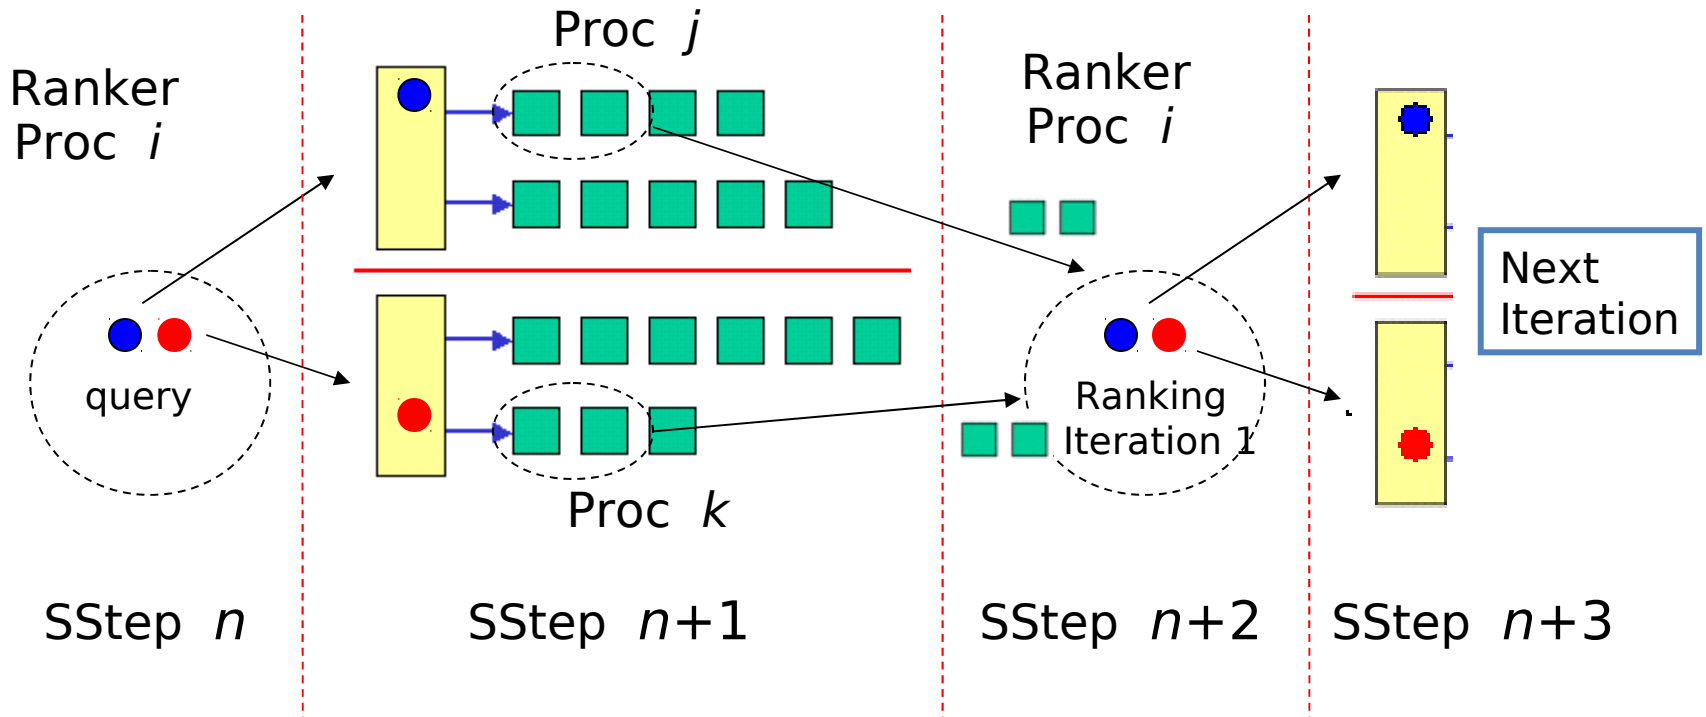 Ranker
Proc i
query
SStep n
Proc j
Proc k
SStep n+1
Ranker
Proc i
Ranking
Iteration 1
SStep n+2
Next
Iteration
SStep n+3